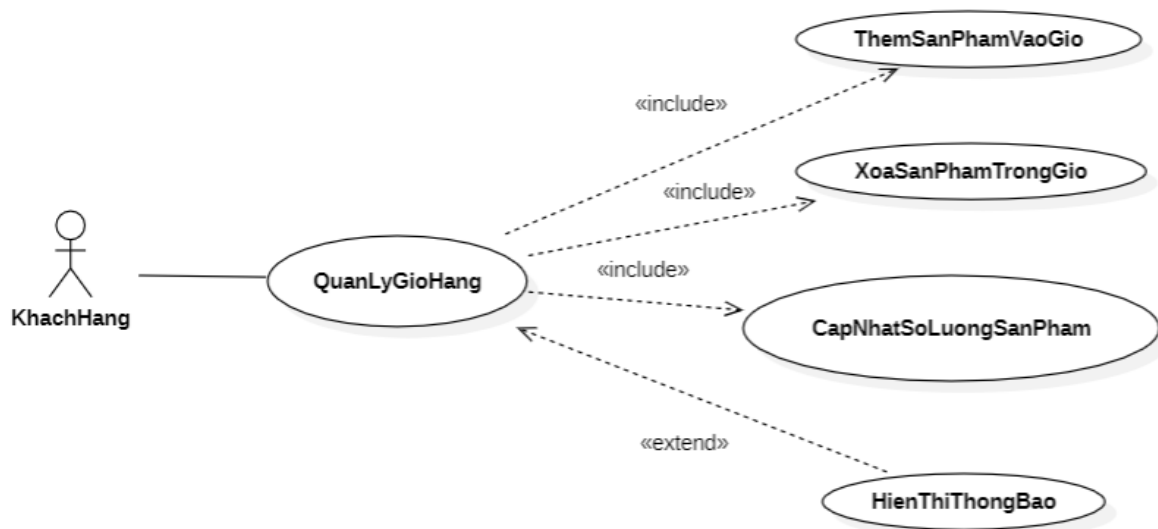 ThemSanPhamVaoGio
«include»
XoaSanPhamTrongGio
«include»
«include»
QuanLyGioHang
KhachHang
CapNhatSoLuongSanPham
«extend»
HienThiThongBao